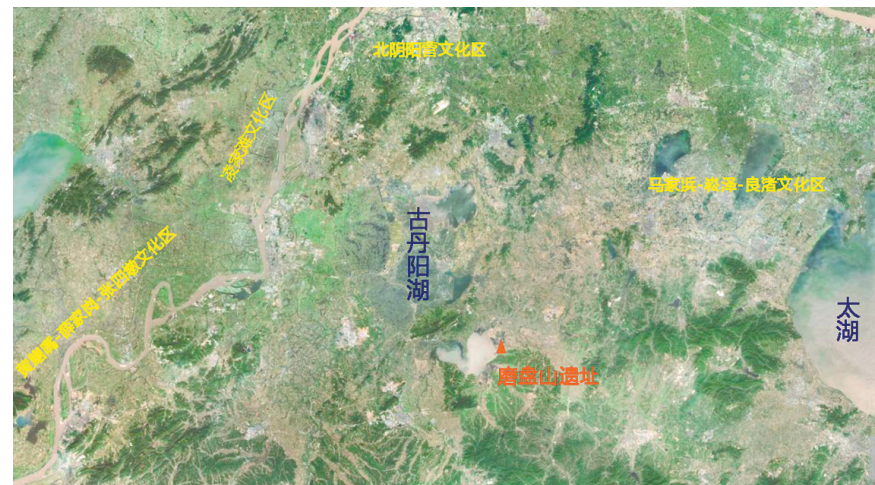 北阴阳营文化区
凌家滩文化区
马家浜-崧泽-良渚文化区
古丹阳湖
黄鳝嘴-薛家岗-张四墩文化区
太湖
磨盘山遗址